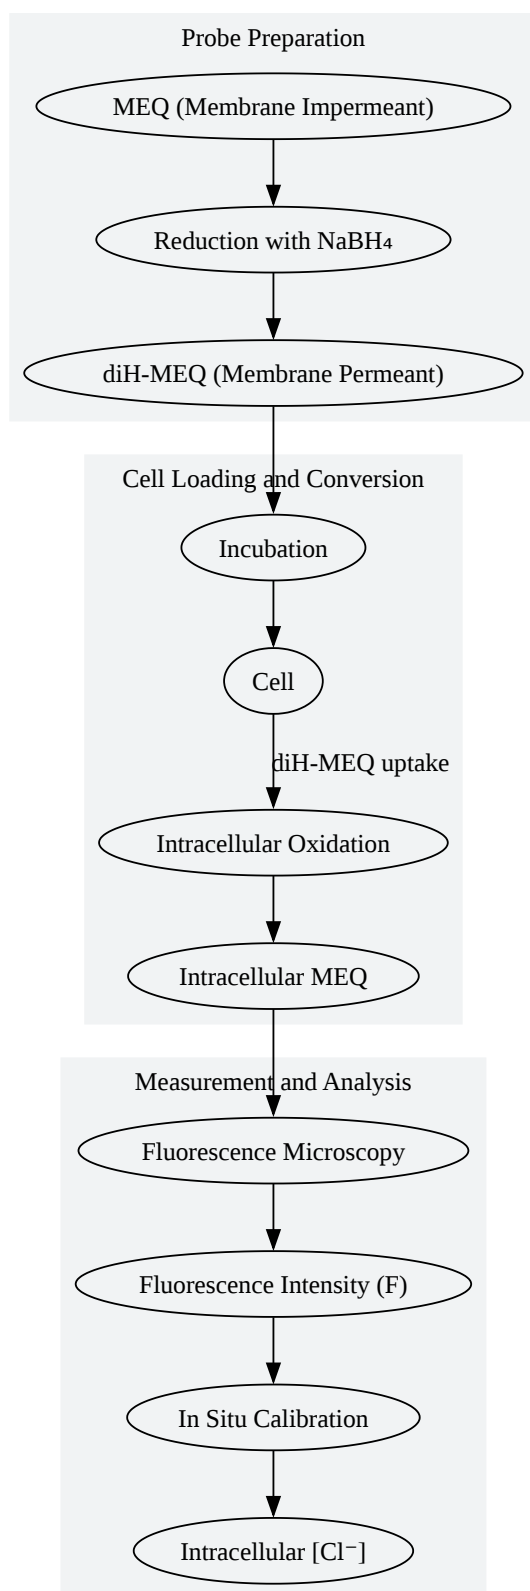 Probe Preparation
MEQ (Membrane Impermeant)
Reduction with NaBH₄
diH-MEQ (Membrane Permeant)
Cell Loading and Conversion
Incubation
Cell
diH-MEQ uptake
Intracellular Oxidation
Intracellular MEQ
Measurement and Analysis
Fluorescence Microscopy
Fluorescence Intensity (F)
In Situ Calibration
Intracellular [Cl⁻]